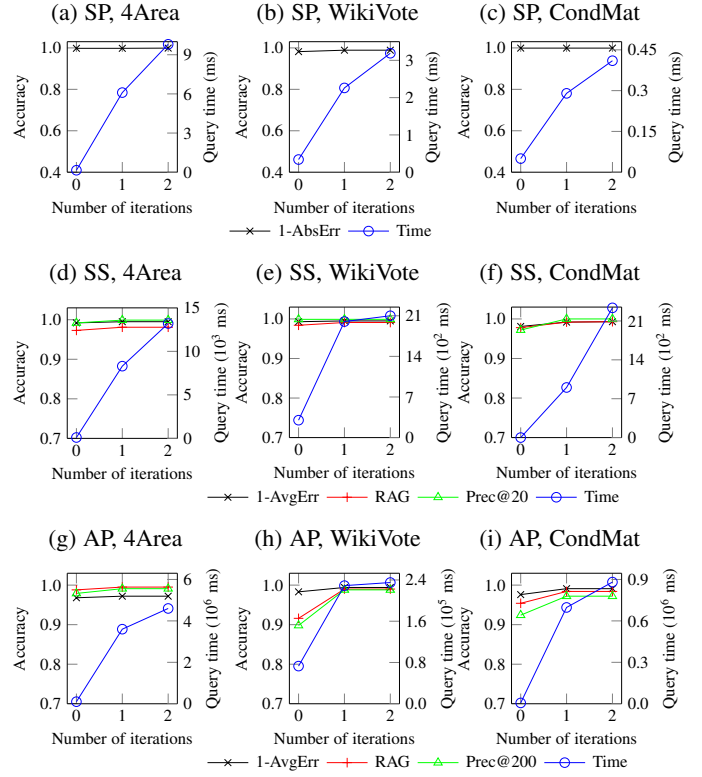 (a) SP, 4Area
(b) SP, WikiVote
(c) SP, CondMat
Accuracy
1.0
0.8
0.6
0.4
0 1 2
9
6
3
0
Query time (ms)
Number of iterations
Accuracy
1.0
0.8
0.6
0.4
0 1 2
3
2
1
0
Query time (ms)
Number of iterations
Accuracy
1.0
0.8
0.6
0.4
0 1 2
0.45
0.3
0.15
0
Query time (ms)
Number of iterations
1-AbsErr Time
(d) SS, 4Area
(e) SS, WikiVote
(f) SS, CondMat
Accuracy
1.0
0.9
0.8
0.7
0 1 2
15
10
5
0
Query time (10³ ms)
Number of iterations
Accuracy
1.0
0.9
0.8
0.7
0 1 2
21
14
7
0
Query time (10² ms)
Number of iterations
Accuracy
1.0
0.9
0.8
0.7
0 1 2
21
14
7
0
Query time (10² ms)
Number of iterations
1-AvgErr RAG Prec@20 Time
(g) AP, 4Area
(h) AP, WikiVote
(i) AP, CondMat
Accuracy
1.0
0.9
0.8
0.7
0 1 2
6
4
2
0.0
Query time (10⁶ ms)
Number of iterations
Accuracy
1.0
0.9
0.8
0.7
0 1 2
2.4
1.6
0.8
0.0
Query time (10⁵ ms)
Number of iterations
Accuracy
1.0
0.9
0.8
0.7
0 1 2
0.9
0.6
0.3
0.0
Query time (10⁶ ms)
Number of iterations
1-AvgErr RAG Prec@200 Time